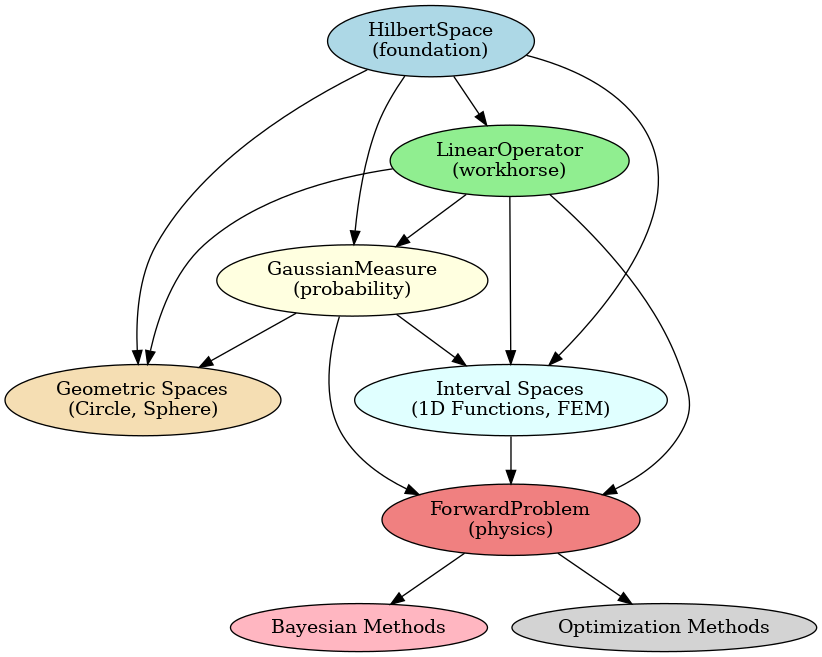 HilbertSpace
(foundation)
LinearOperator
(workhorse)
GaussianMeasure
(probability)
Geometric Spaces
(Circle, Sphere)
Interval Spaces
(1D Functions, FEM)
ForwardProblem
(physics)
Bayesian Methods
Optimization Methods